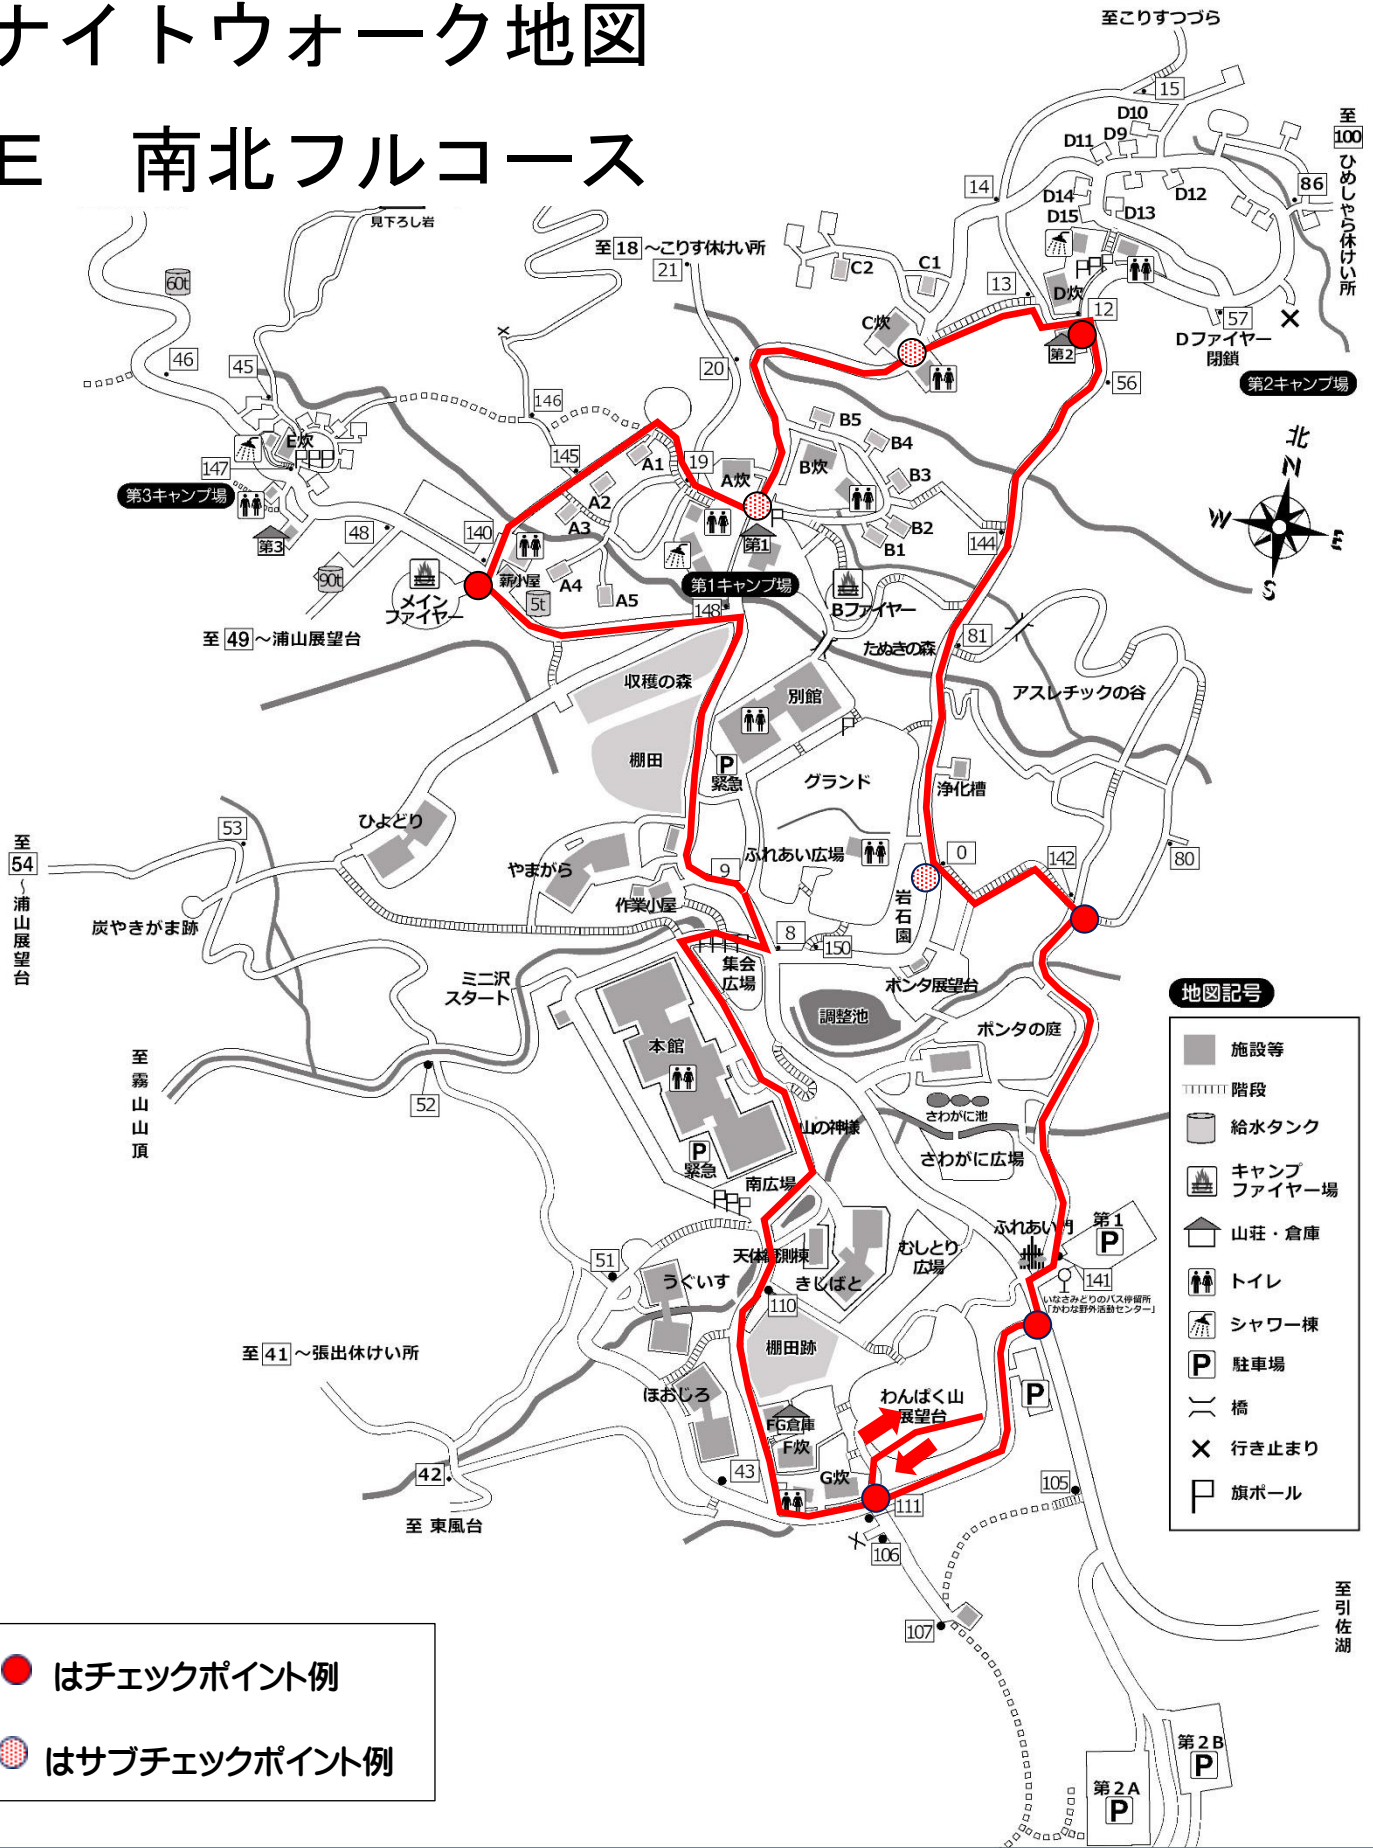 ナイトウォーク地図
E　南北フルコース
至こりすつづら
15
D10
D11
D9
至
100
ひめしゃら休けい所
86
14
D14
D12
D15
D13
見下ろし岩
至18～こりす休けい所
21
C2
C1
13
60t
D炊
12
57
C炊
Dファイヤー
閉鎖
第2
46
45
20
56
第2キャンプ場
146
B5
B4
北
N
E炊
145
A1
19
A炊
B炊
B3
147
第3キャンプ場
A2
A3
B2
W
E
第3
48
140
第1
B1
144
S
90t
薪小屋
A4
第1キャンプ場
メイン
ファイヤー
5t
A5
148
Bファイヤー
至49～浦山展望台
81
たぬきの森
収穫の森
別館
アスレチックの谷
棚田
P
緊急
グランド
浄化槽
ひよどり
53
至
54
～
浦
山
展
望
台
やまがら
ふれあい広場
0
142
80
9
作業小屋
岩
石
園
炭やきがま跡
8
150
集会
広場
ミニ沢
スタート
ポンタ展望台
地図記号
調整池
ポンタの庭
本館
施設等
至
霧
山
山
頂
階段
52
さわがに池
給水タンク
山の神様
さわがに広場
P
緊急
キャンプ
ファイヤー場
南広場
ふれあい門
第1
P
山荘・倉庫
天体観測棟
むしとり
広場
51
うぐいす
きじばと
141
トイレ
いなさみどりのバス停留所
「かわな野外活動センター」
110
シャワー棟
棚田跡
至41～張出休けい所
P
駐車場
ほおじろ
わんぱく山
展望台
P
橋
FG倉庫
F炊
行き止まり
42
43
G炊
105
旗ポール
111
至 東風台
106
至
引
佐
湖
107
はチェックポイント例
はサブチェックポイント例
第2B
P
第2A
P